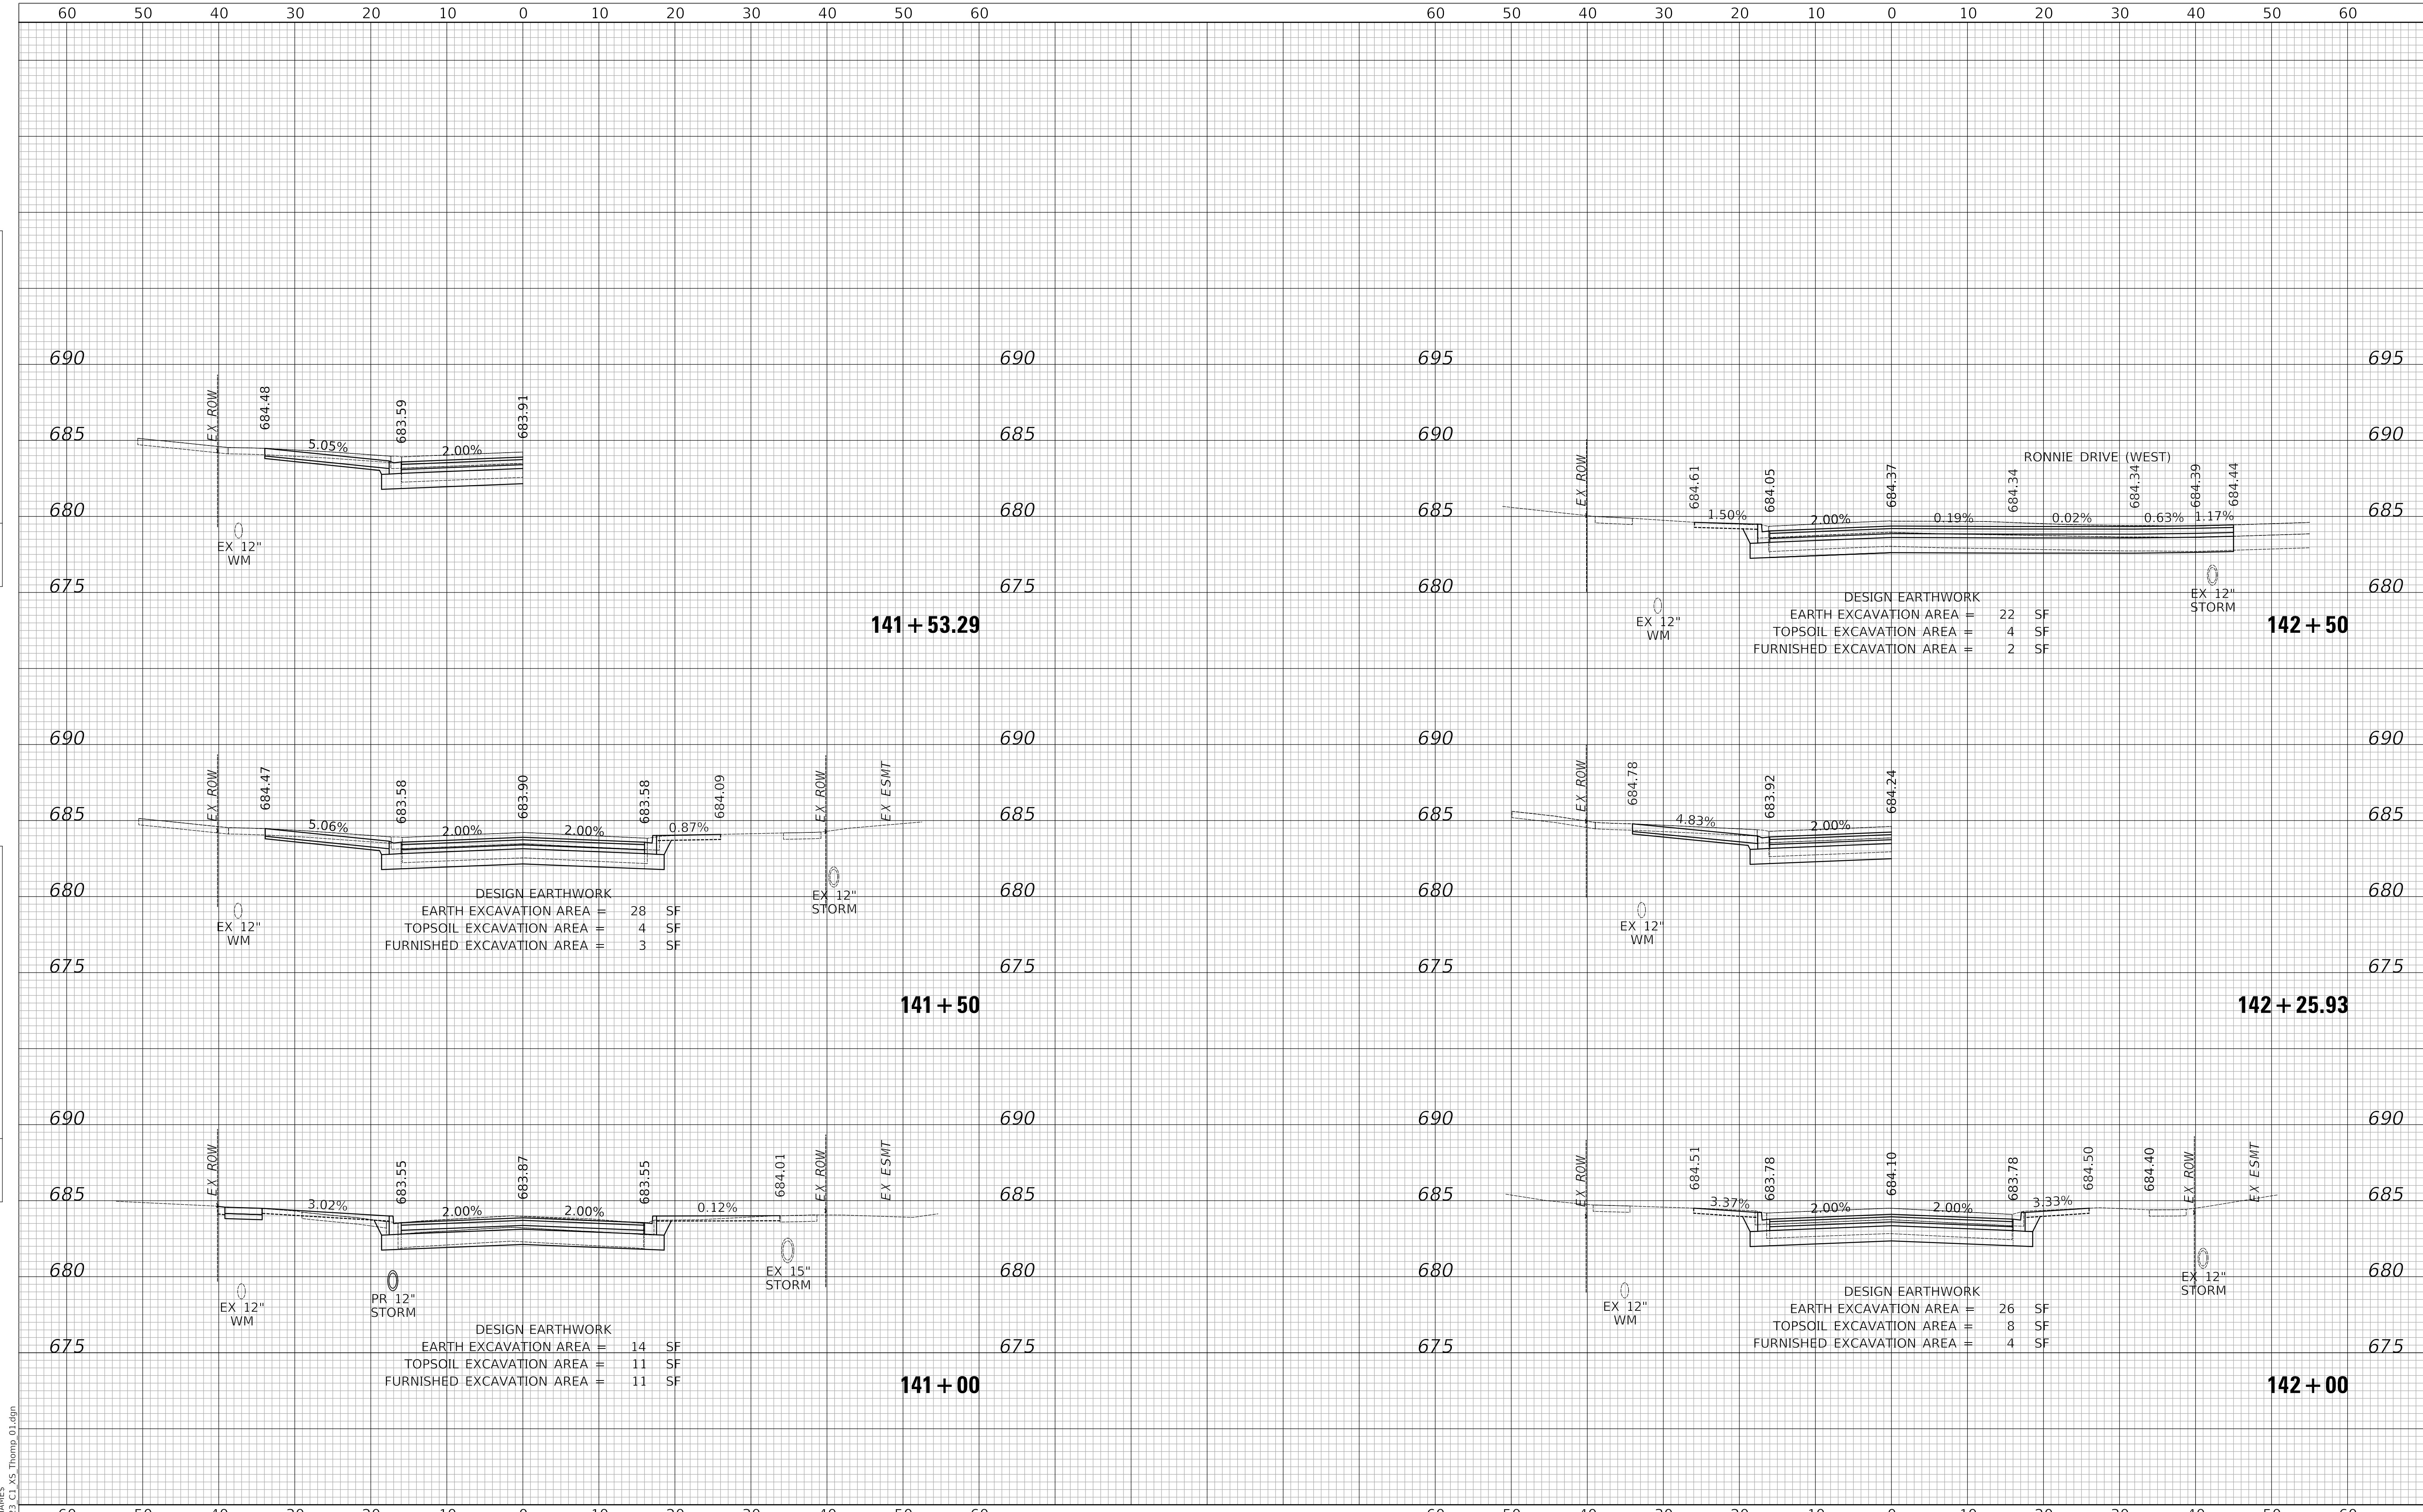 60 50 40 30 20 10 0 10 20 30 40 50 60 60 50 40 30 20 10 0 10 20 30 40 50 60
690 690
EX ROW
684.48
683.59
683.91
685 5.05% 2.00% 685
680 680
EX 12"
WM
675 675
141+53.29
690 690
EX ROW
684.47
683.58
683.90
683.58
684.09
EX ROW
EX ESMT
685 5.06% 2.00% 2.00% 0.87% 685
680 680
EX 12"
WM
EX 12"
STORM
DESIGN EARTHWORK
EARTH EXCAVATION AREA = 28 SF
TOPSOIL EXCAVATION AREA = 4 SF
FURNISHED EXCAVATION AREA = 3 SF
675 675
141+50
690 690
EX ROW
683.55
683.87
683.55
684.01
EX ROW
EX ESMT
685 3.02% 2.00% 2.00% 0.12% 685
680 680
EX 12"
WM
PR 12"
STORM
EX 15"
STORM
DESIGN EARTHWORK
675 EARTH EXCAVATION AREA = 14 SF 675
TOPSOIL EXCAVATION AREA = 11 SF
FURNISHED EXCAVATION AREA = 11 SF
141+00
695 695
690 690
RONNIE DRIVE (WEST)
EX ROW
684.61
684.05
684.37
684.34
684.34
684.39
684.44
685 1.50% 2.00% 0.19% 0.02% 0.63% 1.17% 685
680 680
EX 12"
WM
EX 12"
STORM
DESIGN EARTHWORK
EARTH EXCAVATION AREA = 22 SF
TOPSOIL EXCAVATION AREA = 4 SF
FURNISHED EXCAVATION AREA = 2 SF
142+50
690 690
EX ROW
684.78
683.92
684.24
685 4.83% 2.00% 685
680 680
EX 12"
WM
675 675
142+25.93
690 690
EX ROW
684.51
683.78
684.10
683.78
684.50
684.40
EX ROW
EX ESMT
685 3.37% 2.00% 2.00% 3.33% 685
680 680
EX 12"
WM
EX 12"
STORM
DESIGN EARTHWORK
EARTH EXCAVATION AREA = 26 SF
TOPSOIL EXCAVATION AREA = 8 SF
FURNISHED EXCAVATION AREA = 4 SF
675 675
142+00